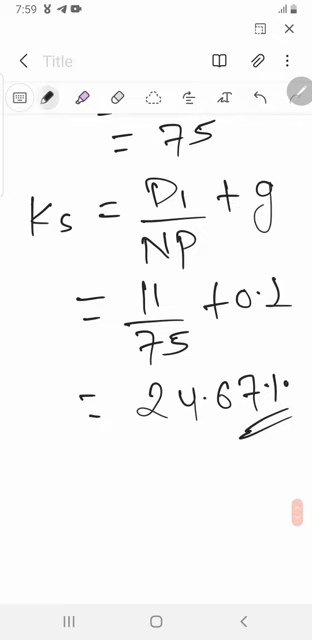 7:59
Title
= 75
Ks = D1/NP + g
= 11/75 + 0.1
= 24.67%